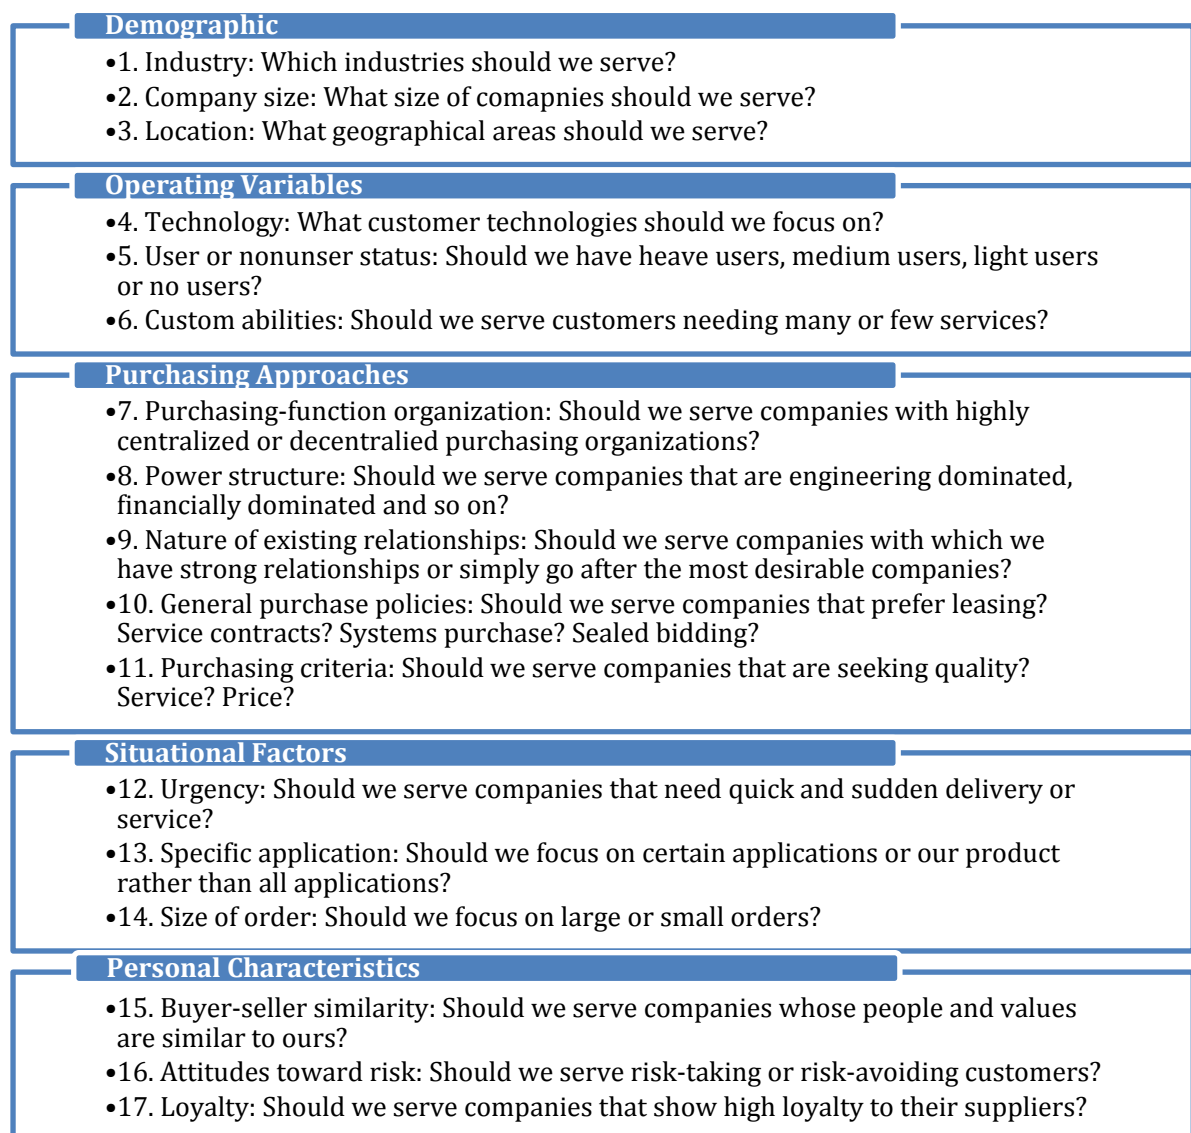 Demographic
•1. Industry: Which industries should we serve?
•2. Company size: What size of comapnies should we serve?
•3. Location: What geographical areas should we serve?
Operating Variables
•4. Technology: What customer technologies should we focus on?
•5. User or nonunser status: Should we have heave users, medium users, light users
or no users?
•6. Custom abilities: Should we serve customers needing many or few services?
Purchasing Approaches
•7. Purchasing-function organization: Should we serve companies with highly
centralized or decentralied purchasing organizations?
•8. Power structure: Should we serve companies that are engineering dominated,
financially dominated and so on?
•9. Nature of existing relationships: Should we serve companies with which we
have strong relationships or simply go after the most desirable companies?
•10. General purchase policies: Should we serve companies that prefer leasing?
Service contracts? Systems purchase? Sealed bidding?
•11. Purchasing criteria: Should we serve companies that are seeking quality?
Service? Price?
Situational Factors
•12. Urgency: Should we serve companies that need quick and sudden delivery or
service?
•13. Specific application: Should we focus on certain applications or our product
rather than all applications?
•14. Size of order: Should we focus on large or small orders?
Personal Characteristics
•15. Buyer-seller similarity: Should we serve companies whose people and values
are similar to ours?
•16. Attitudes toward risk: Should we serve risk-taking or risk-avoiding customers?
•17. Loyalty: Should we serve companies that show high loyalty to their suppliers?